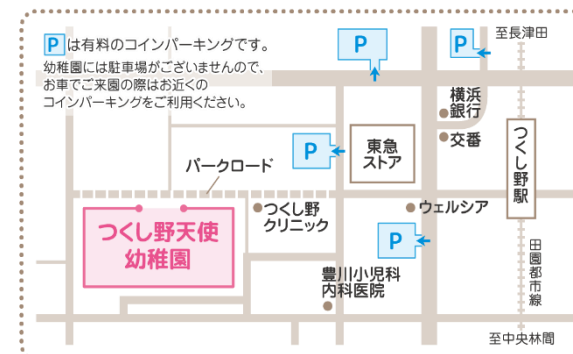 Pは有料のコインパーキングです。
幼稚園には駐車場がございませんので、
お車でご来園の際はお近くの
コインパーキングをご利用ください。
P
P
至長津田
横浜
銀行
交番
P
東急
ストア
つくし野駅
パークロード
つくし野
クリニック
ウェルシア
つくし野天使
幼稚園
P
豊川小児科
内科医院
田園都市線
至中央林間